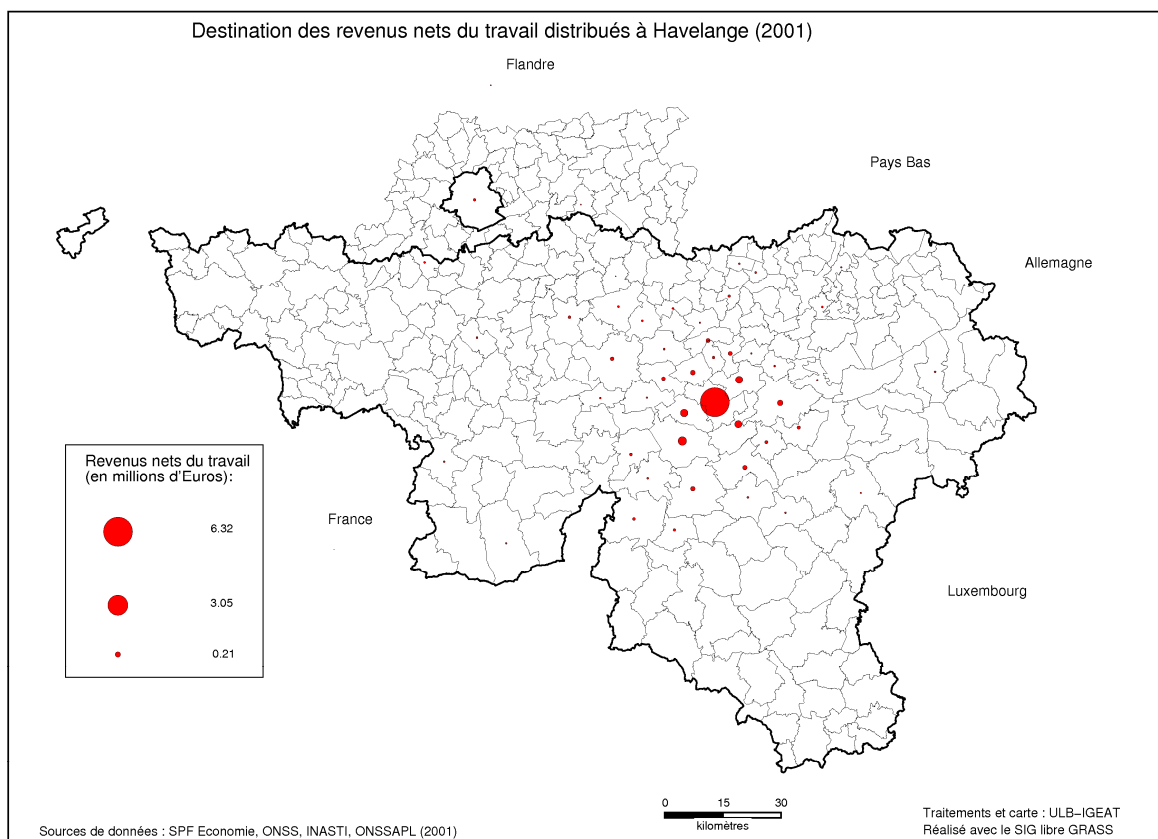 Destination des revenus nets du travail distribués à Havelange (2001)
Flandre
Pays Bas
Allemagne
Revenus nets du travail
(en millions d'Euros):
6.32
3.05
0.21
France
Luxembourg
0 15 30
kilomètres
Sources de données : SPF Economie, ONSS, INASTI, ONSSAPL (2001)
Traitements et carte : ULB-IGEAT
Réalisé avec le SIG libre GRASS